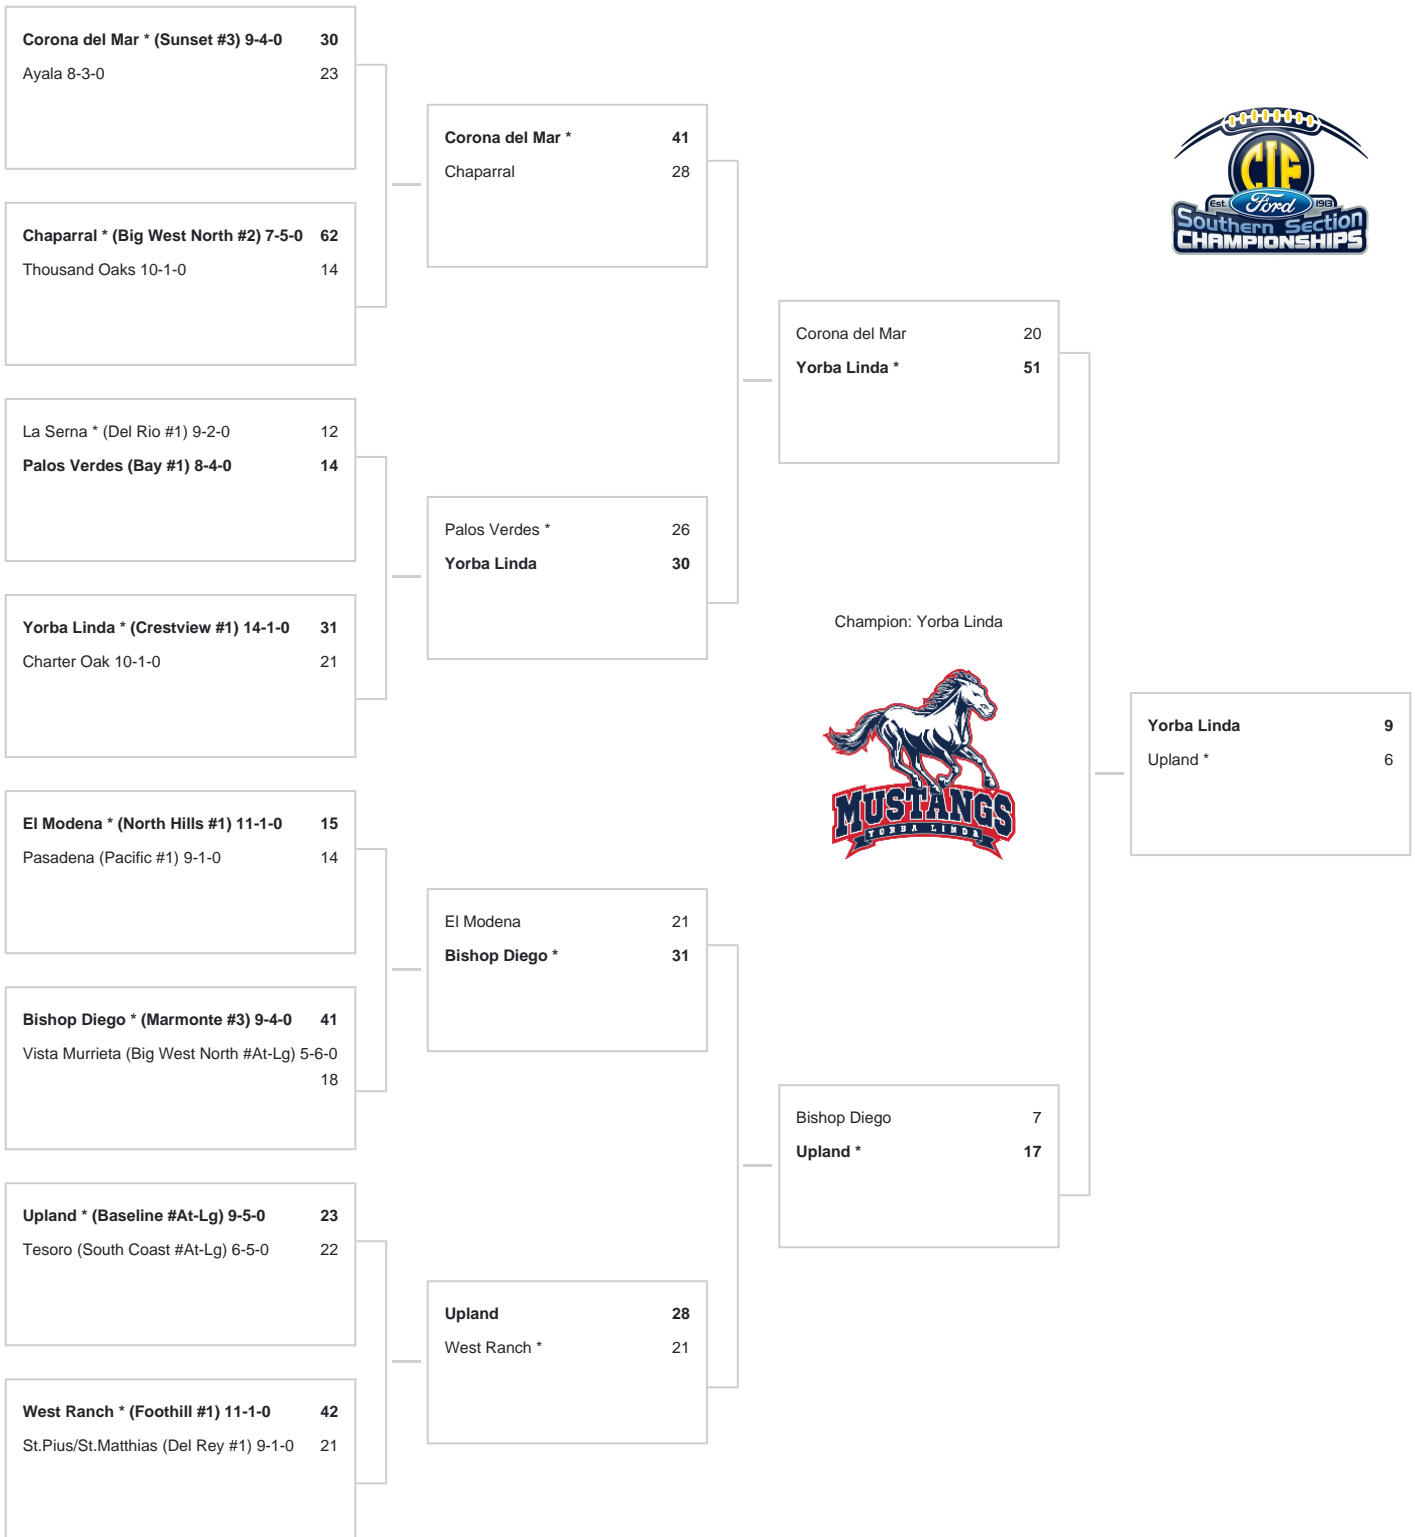 Corona del Mar * (Sunset #3) 9-4-0 30
Ayala 8-3-0 23
Chaparral * (Big West North #2) 7-5-0 62
Thousand Oaks 10-1-0 14
La Serna * (Del Rio #1) 9-2-0 12
Palos Verdes (Bay #1) 8-4-0 14
Yorba Linda * (Crestview #1) 14-1-0 31
Charter Oak 10-1-0 21
El Modena * (North Hills #1) 11-1-0 15
Pasadena (Pacific #1) 9-1-0 14
Bishop Diego * (Marmonte #3) 9-4-0 41
Vista Murrieta (Big West North #At-Lg) 5-6-0
18
Upland * (Baseline #At-Lg) 9-5-0 23
Tesoro (South Coast #At-Lg) 6-5-0 22
West Ranch * (Foothill #1) 11-1-0 42
St.Pius/St.Matthias (Del Rey #1) 9-1-0 21
Corona del Mar * 41
Chaparral 28
Palos Verdes * 26
Yorba Linda 30
El Modena 21
Bishop Diego * 31
Upland 28
West Ranch * 21
Corona del Mar 20
Yorba Linda * 51
Champion: Yorba Linda
MUSTANGS
YORBA LINDA
Bishop Diego 7
Upland * 17
CIF
Est. Ford 1913
Southern Section
CHAMPIONSHIPS
Yorba Linda 9
Upland * 6